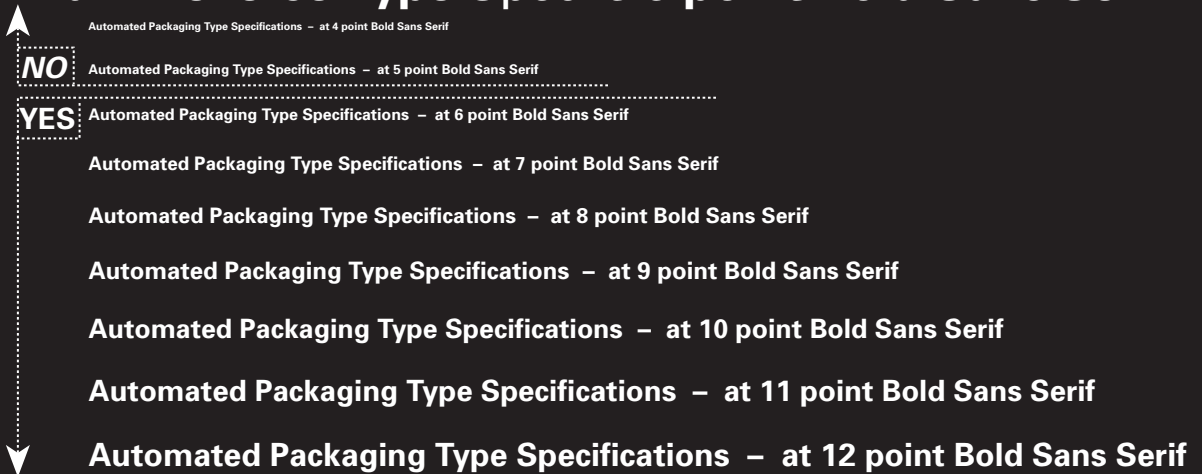 Automated Packaging Type Specifications – at 4 point Bold Sans Serif
NO
Automated Packaging Type Specifications – at 5 point Bold Sans Serif
YES
Automated Packaging Type Specifications – at 6 point Bold Sans Serif
Automated Packaging Type Specifications – at 7 point Bold Sans Serif
Automated Packaging Type Specifications – at 8 point Bold Sans Serif
Automated Packaging Type Specifications – at 9 point Bold Sans Serif
Automated Packaging Type Specifications – at 10 point Bold Sans Serif
Automated Packaging Type Specifications – at 11 point Bold Sans Serif
Automated Packaging Type Specifications – at 12 point Bold Sans Serif